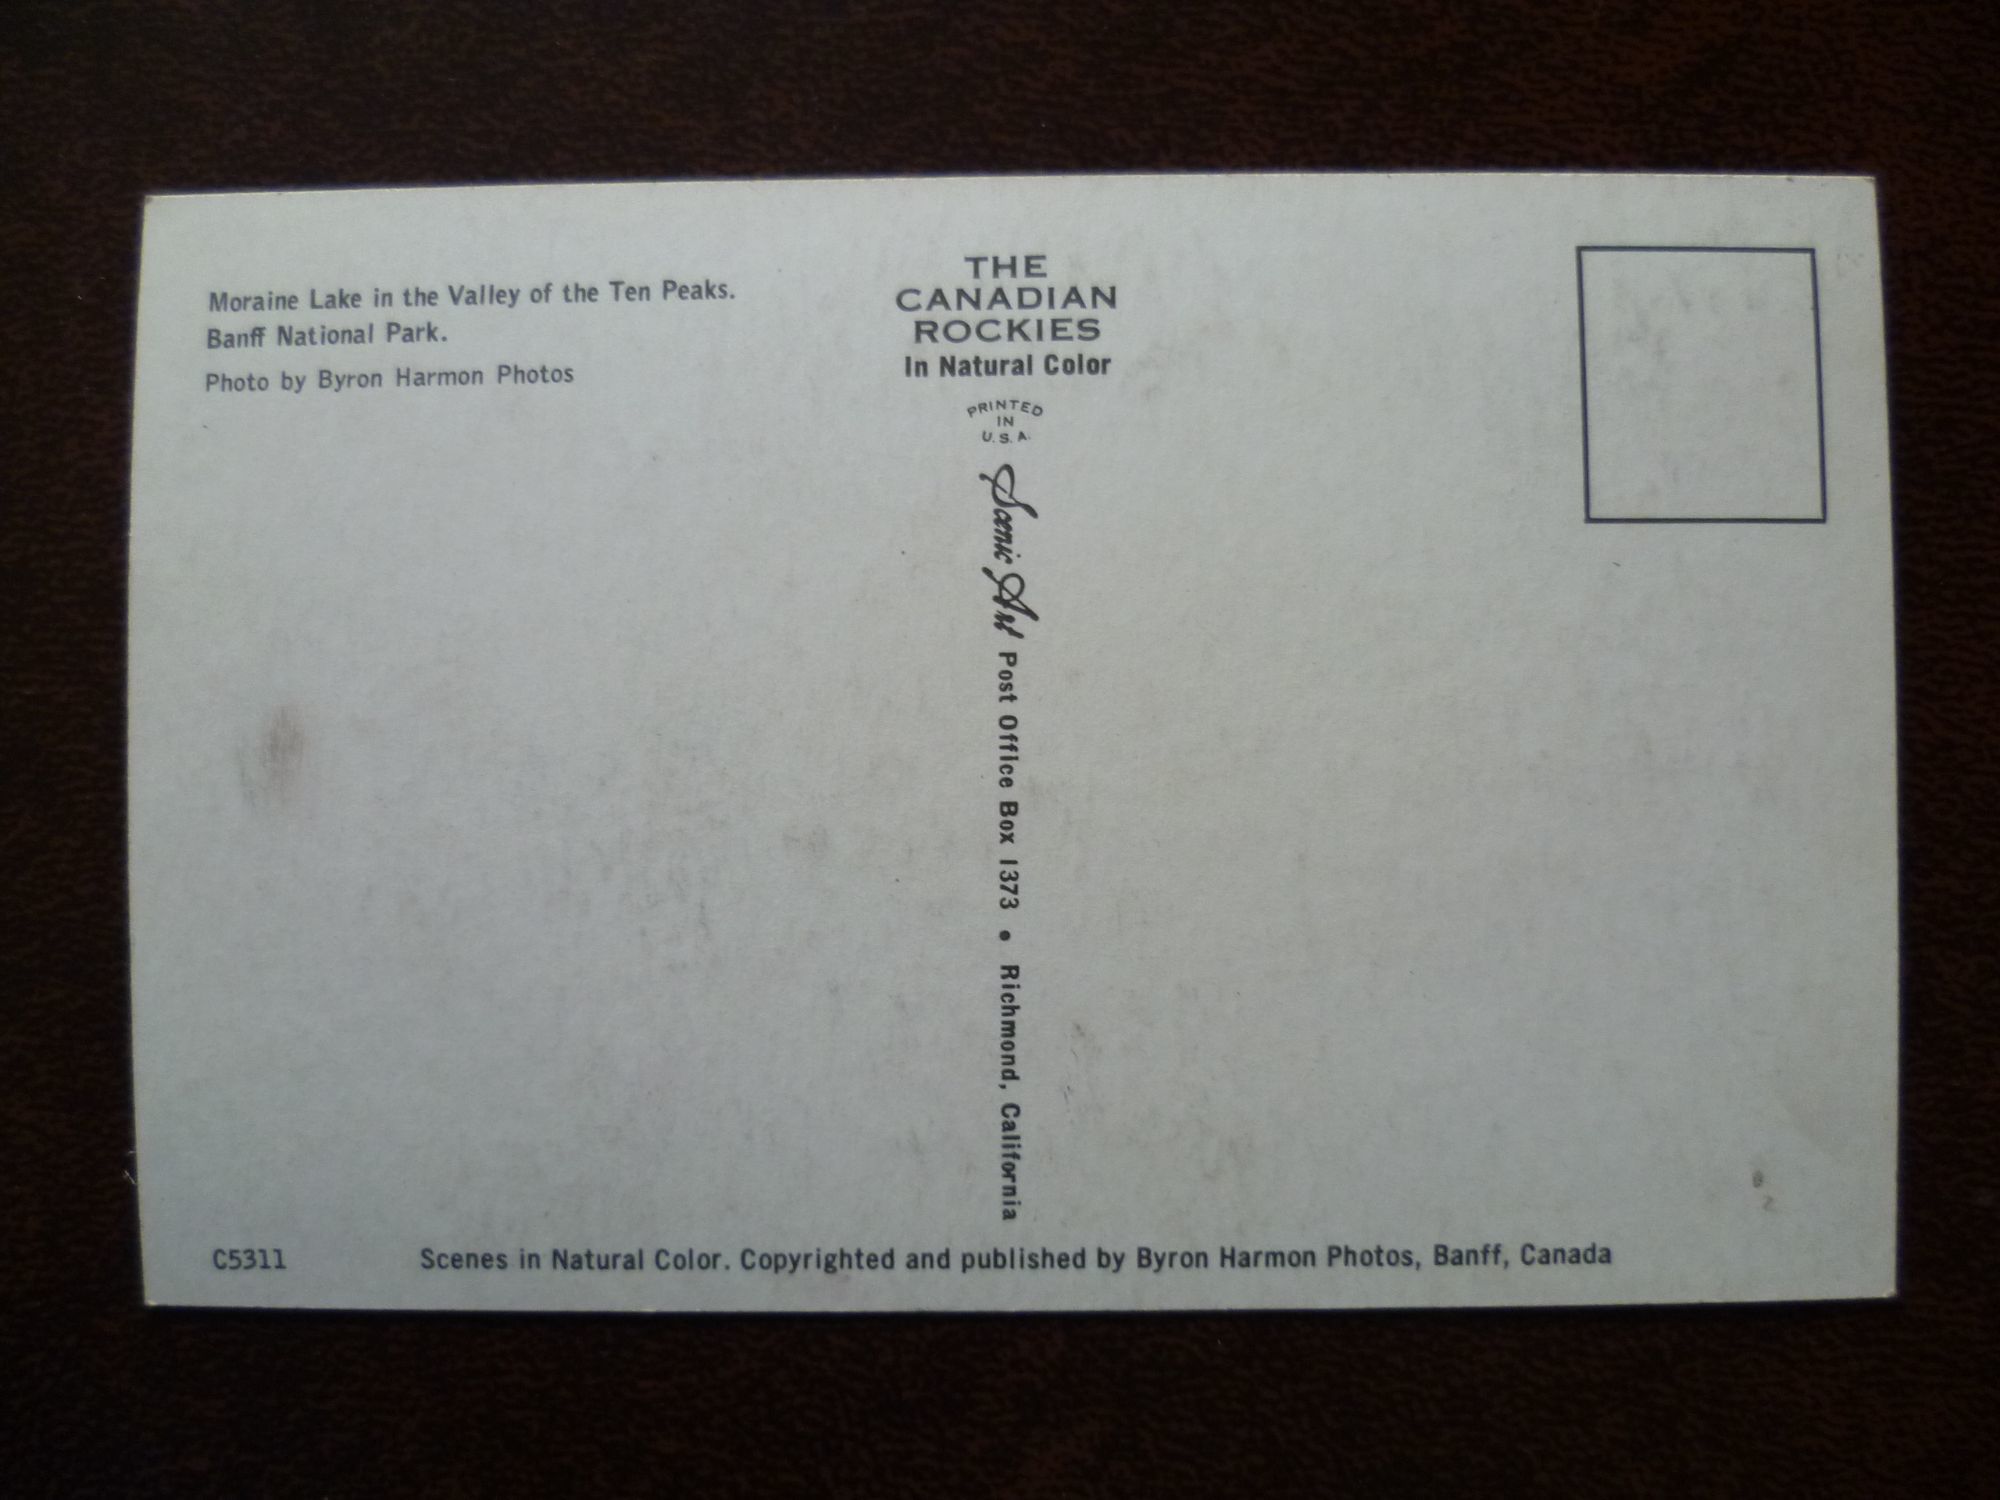 Moraine Lake in the Valley of the Ten Peaks.
Banff National Park.
Photo by Byron Harmon Photos
THE
CANADIAN
ROCKIES
In Natural Color
PRINTED
IN
U.S.A.
Scenic Art Post Office Box 1373 • Richmond, California
C5311
Scenes in Natural Color. Copyrighted and published by Byron Harmon Photos, Banff, Canada